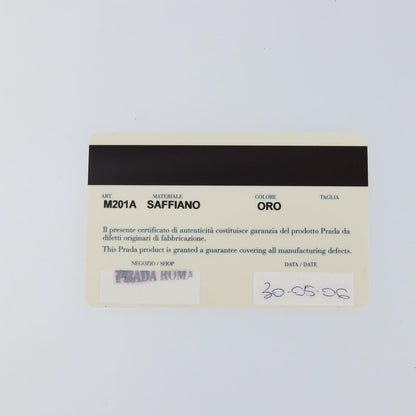 ART. MATERIALE COLORE TAGLIA
M201A SAFFIANO ORO
Il presente certificato di autenticità costituisce garanzia del prodotto Prada da
difetti originari di fabbricazione.
This Prada product is granted a guarantee covering all manufacturing defects.
NEGOZIO / SHOP DATA / DATE
PRADA ROMA 30-05-06